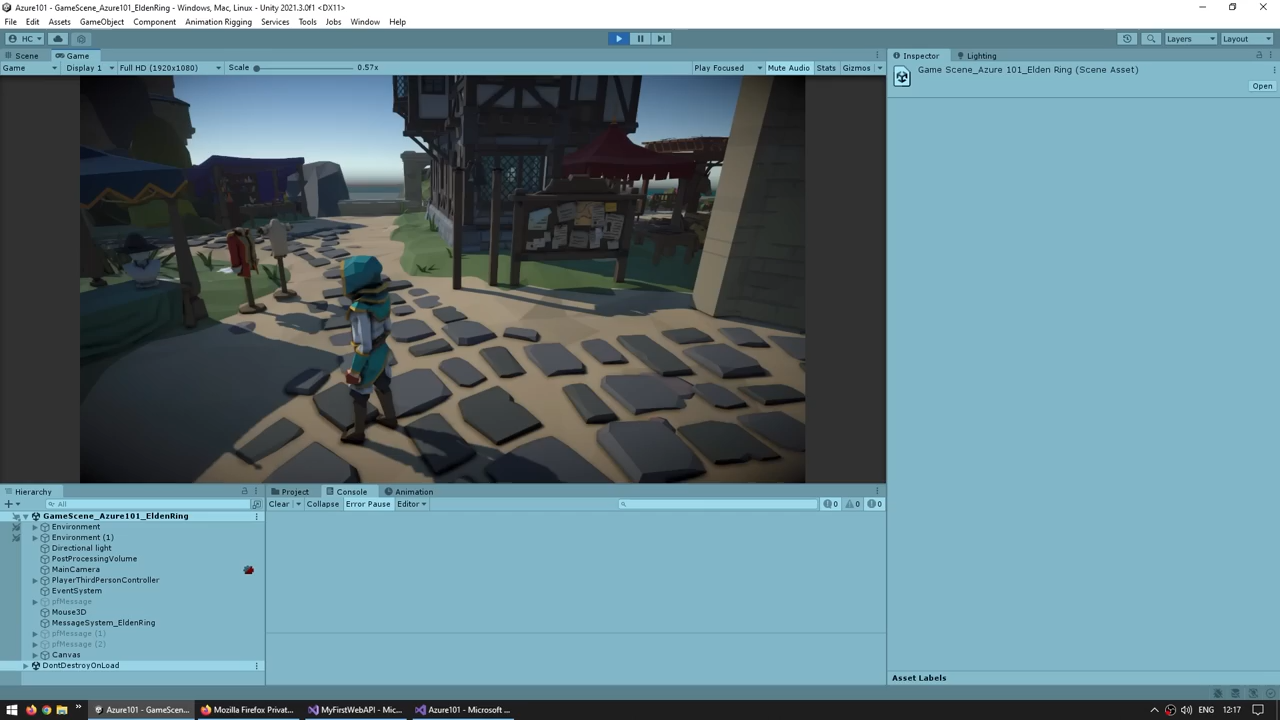 Azure101 - GameScene_Azure101_EldenRing - Windows, Mac, Linux - Unity 2021.3.0f1 <DX11>
File Edit Assets GameObject Component Animation Rigging Services Tools Jobs Window Help
HC Layers Layout
Scene Game Inspector Lighting
Game Display 1 Full HD (1920x1080) Scale 0.57x Play Focused Mute Audio Stats Gizmos
Game Scene_Azure 101_Elden Ring (Scene Asset)
Open
Hierarchy
All
GameScene_Azure101_EldenRing
Environment
Environment (1)
Directional light
PostProcessingVolume
MainCamera
PlayerThirdPersonController
EventSystem
pfMessage
Mouse3D
MessageSystem_EldenRing
pfMessage (1)
pfMessage (2)
Canvas
DontDestroyOnLoad
Project Console Animation
Clear Collapse Error Pause Editor 0 0 0
Asset Labels
Azure101 - GameScen... Mozilla Firefox Privat... MyFirstWebAPI - Mic... Azure101 - Microsoft ... ENG 12:17